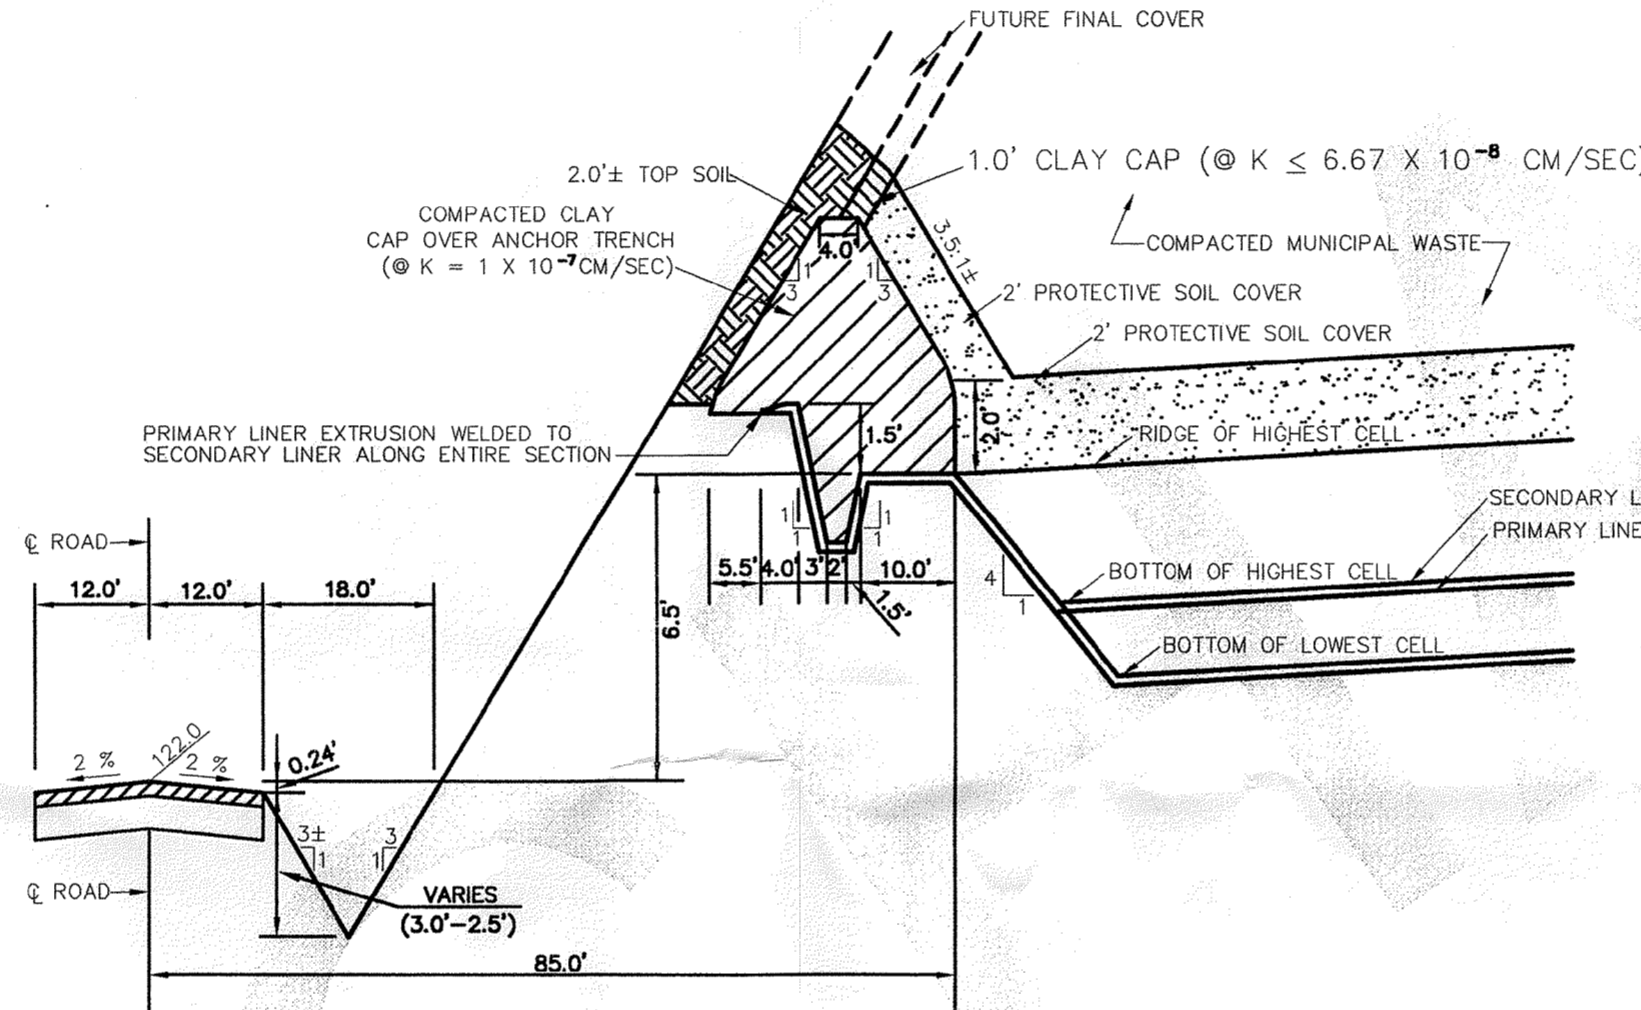 FUTURE FINAL COVER
1.0' CLAY CAP (@ K ≤ 6.67 X 10⁻⁸ CM/SEC)
2.0'± TOP SOIL
COMPACTED CLAY
CAP OVER ANCHOR TRENCH
(@ K = 1 X 10⁻⁷CM/SEC)
3.5:1±
COMPACTED MUNICIPAL WASTE
4.0'
1
3
1
3
2' PROTECTIVE SOIL COVER
2' PROTECTIVE SOIL COVER
PRIMARY LINER EXTRUSION WELDED TO
SECONDARY LINER ALONG ENTIRE SECTION
1.5'
2.0'
RIDGE OF HIGHEST CELL
SECONDARY L
PRIMARY LINE
1
1
1
1
℄ ROAD
5.5'
4.0'
3'
2'
10.0'
1.5'
4
1
BOTTOM OF HIGHEST CELL
12.0'
12.0'
18.0'
6.5'
BOTTOM OF LOWEST CELL
2 %
122.0
2 %
0.24'
3±
1
3
1
℄ ROAD
VARIES
(3.0'-2.5')
85.0'